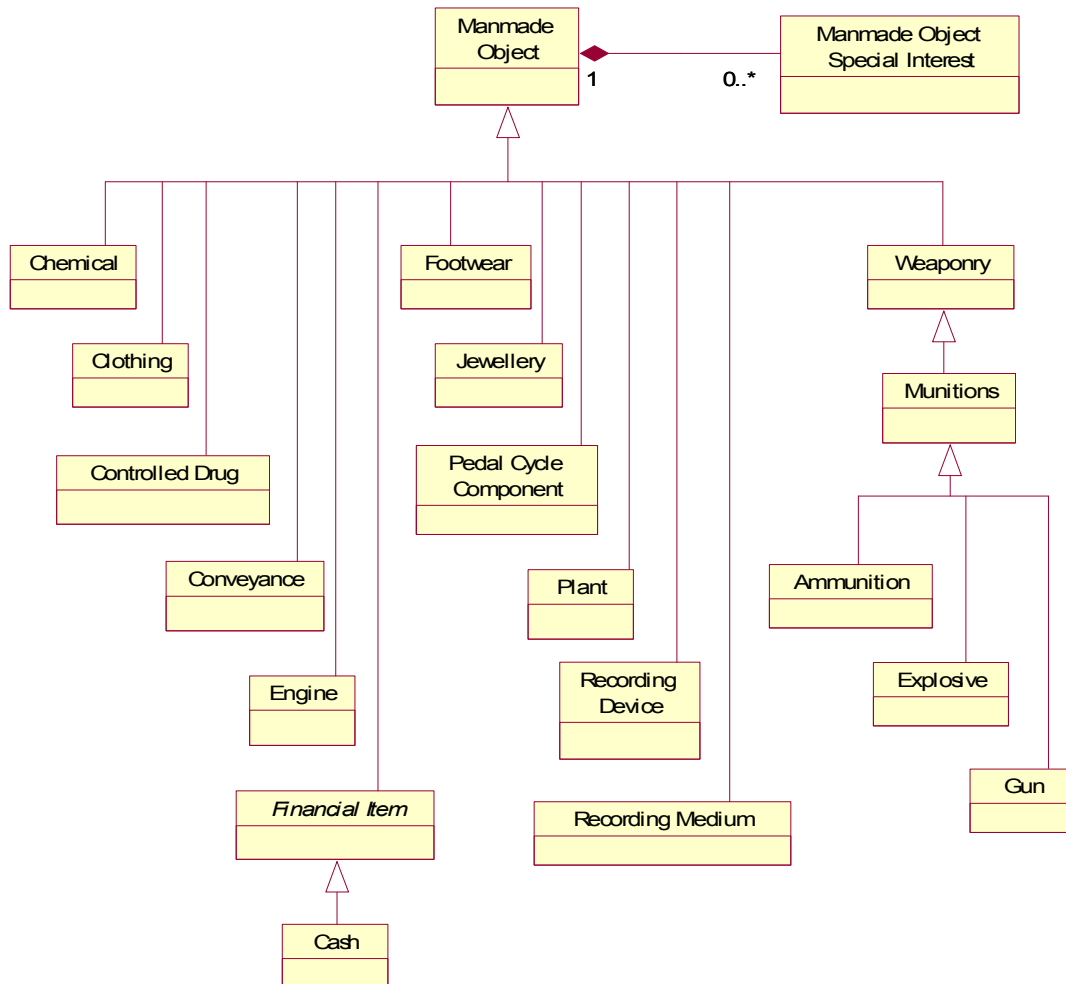 Manmade
Object
Manmade Object
Special Interest
1
0..*
Chemical
Footwear
Weaponry
Clothing
Jewellery
Munitions
Controlled Drug
Pedal Cycle
Component
Conveyance
Plant
Ammunition
Engine
Recording
Device
Explosive
Financial Item
Recording Medium
Gun
Cash